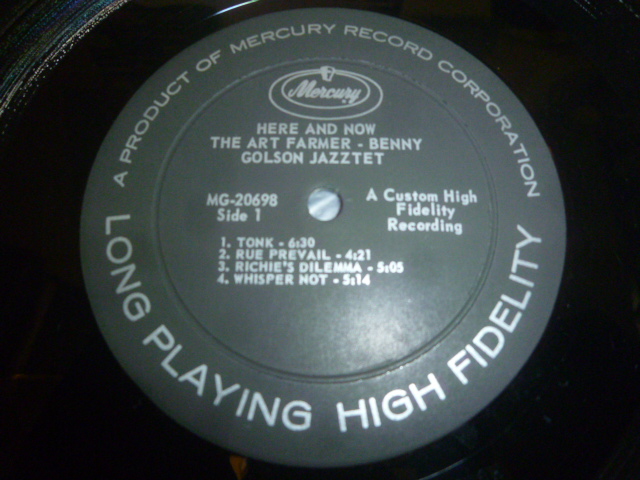 A PRODUCT OF MERCURY RECORD CORPORATION
Mercury
HERE AND NOW
THE ART FARMER - BENNY
GOLSON JAZZTET
MG-20698
Side 1
A Custom High
Fidelity
Recording
1. TONK - 6:30
2. RUE PREVAIL - 4:21
3. RICHIE'S DILEMMA - 5:05
4. WHISPER NOT - 5:14
LONG PLAYING HIGH FIDELITY